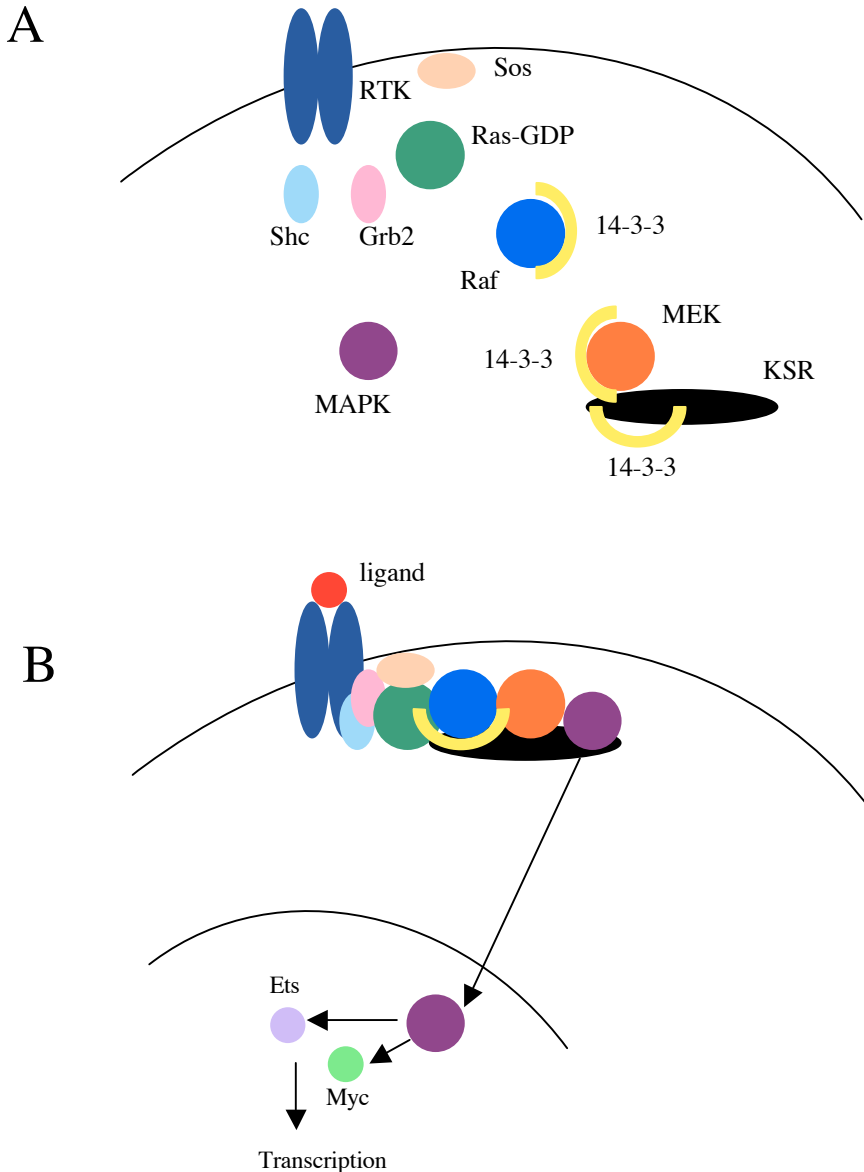 A
Sos
RTK
Ras-GDP
14-3-3
Shc
Grb2
Raf
MEK
14-3-3
KSR
MAPK
14-3-3
ligand
B
Ets
Myc
Transcription